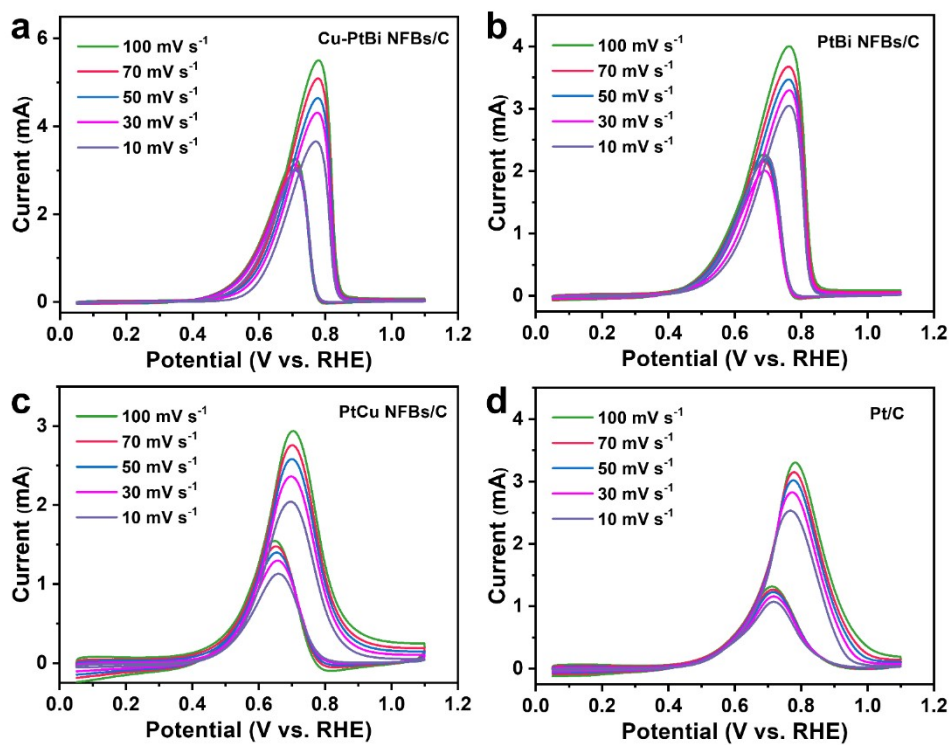 a
Cu-PtBi NFBs/C
100 mV s⁻¹
70 mV s⁻¹
50 mV s⁻¹
30 mV s⁻¹
10 mV s⁻¹
6
4
2
0
Current (mA)
0.0 0.2 0.4 0.6 0.8 1.0 1.2
Potential (V vs. RHE)
b
PtBi NFBs/C
100 mV s⁻¹
70 mV s⁻¹
50 mV s⁻¹
30 mV s⁻¹
10 mV s⁻¹
4
3
2
1
0
Current (mA)
0.0 0.2 0.4 0.6 0.8 1.0 1.2
Potential (V vs. RHE)
c
PtCu NFBs/C
100 mV s⁻¹
70 mV s⁻¹
50 mV s⁻¹
30 mV s⁻¹
10 mV s⁻¹
3
2
1
0
Current (mA)
0.0 0.2 0.4 0.6 0.8 1.0 1.2
Potential (V vs. RHE)
d
Pt/C
100 mV s⁻¹
70 mV s⁻¹
50 mV s⁻¹
30 mV s⁻¹
10 mV s⁻¹
4
3
2
1
0
Current (mA)
0.0 0.2 0.4 0.6 0.8 1.0 1.2
Potential (V vs. RHE)